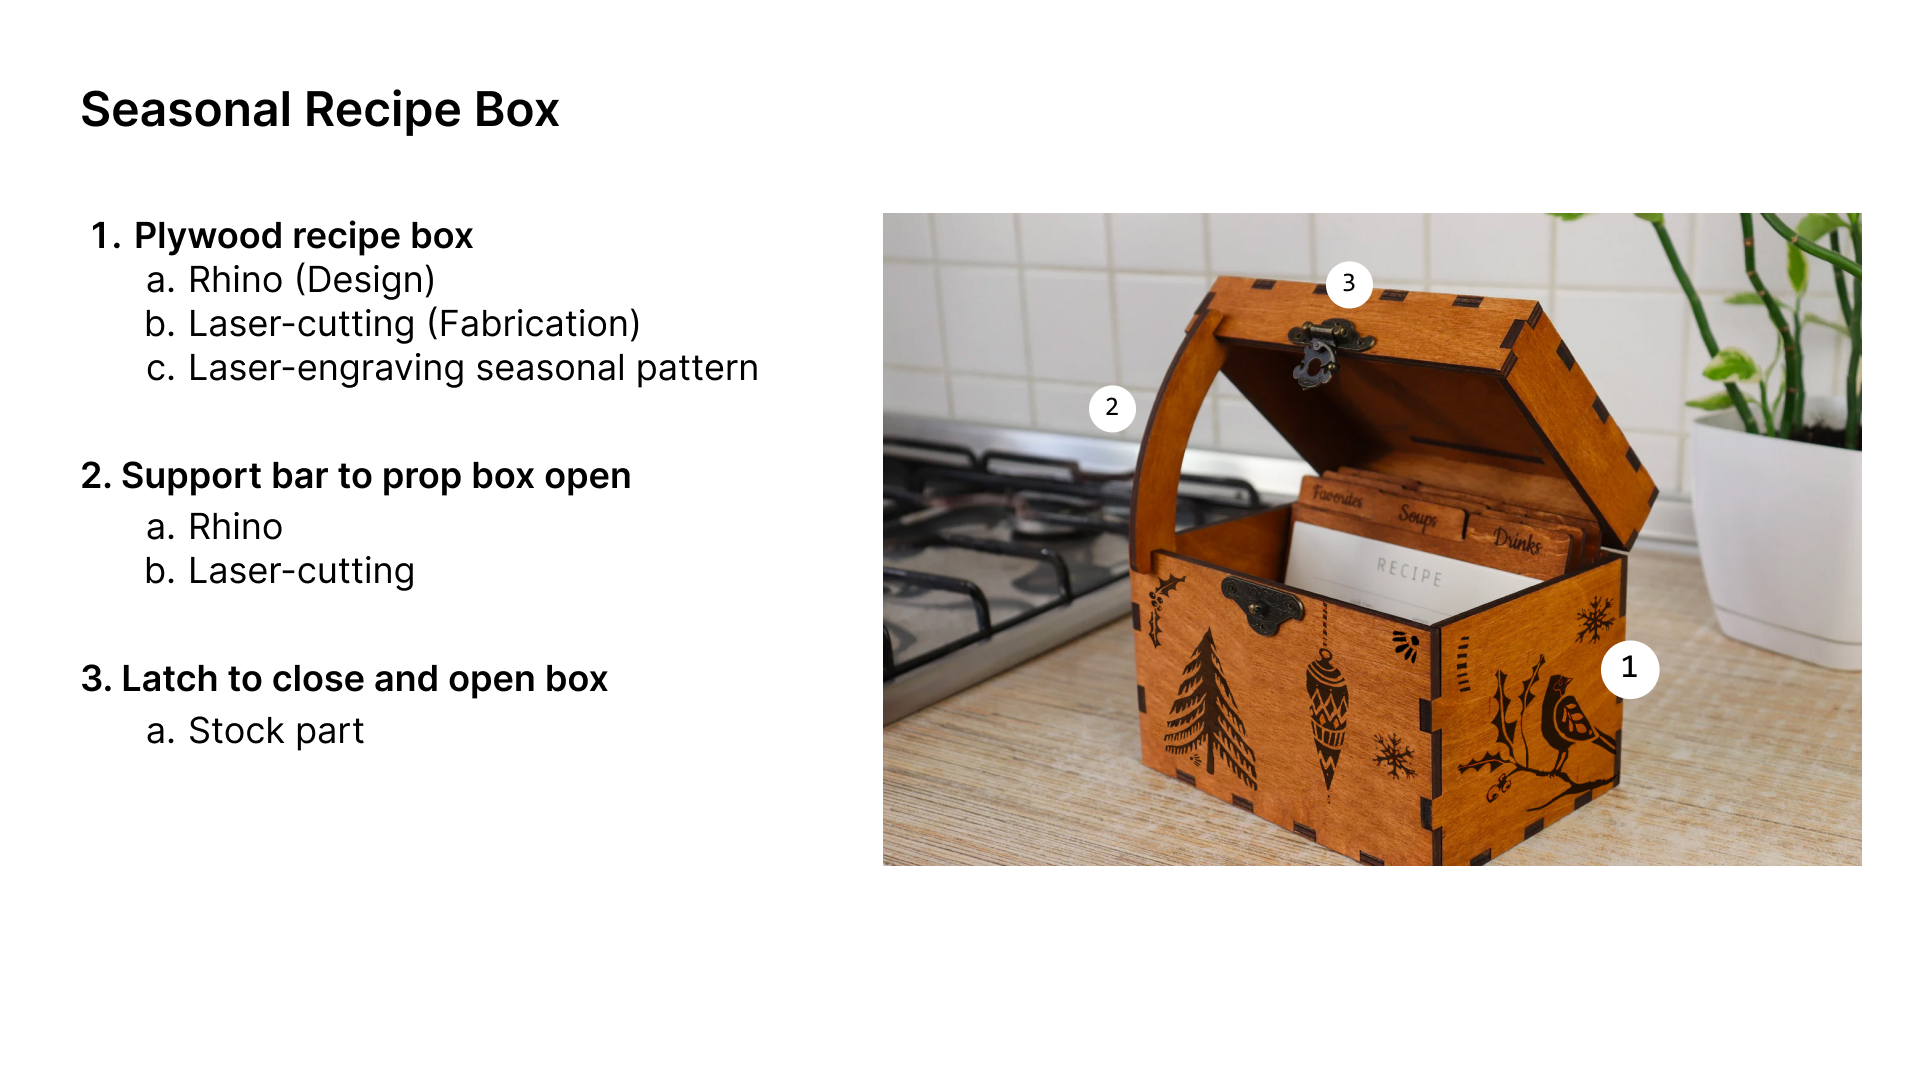 Seasonal Recipe Box
1. Plywood recipe box
a. Rhino (Design)
b. Laser-cutting (Fabrication)
c. Laser-engraving seasonal pattern
2. Support bar to prop box open
a. Rhino
b. Laser-cutting
3. Latch to close and open box
a. Stock part
3
2
Favorites
Soups
Drinks
RECIPE
1